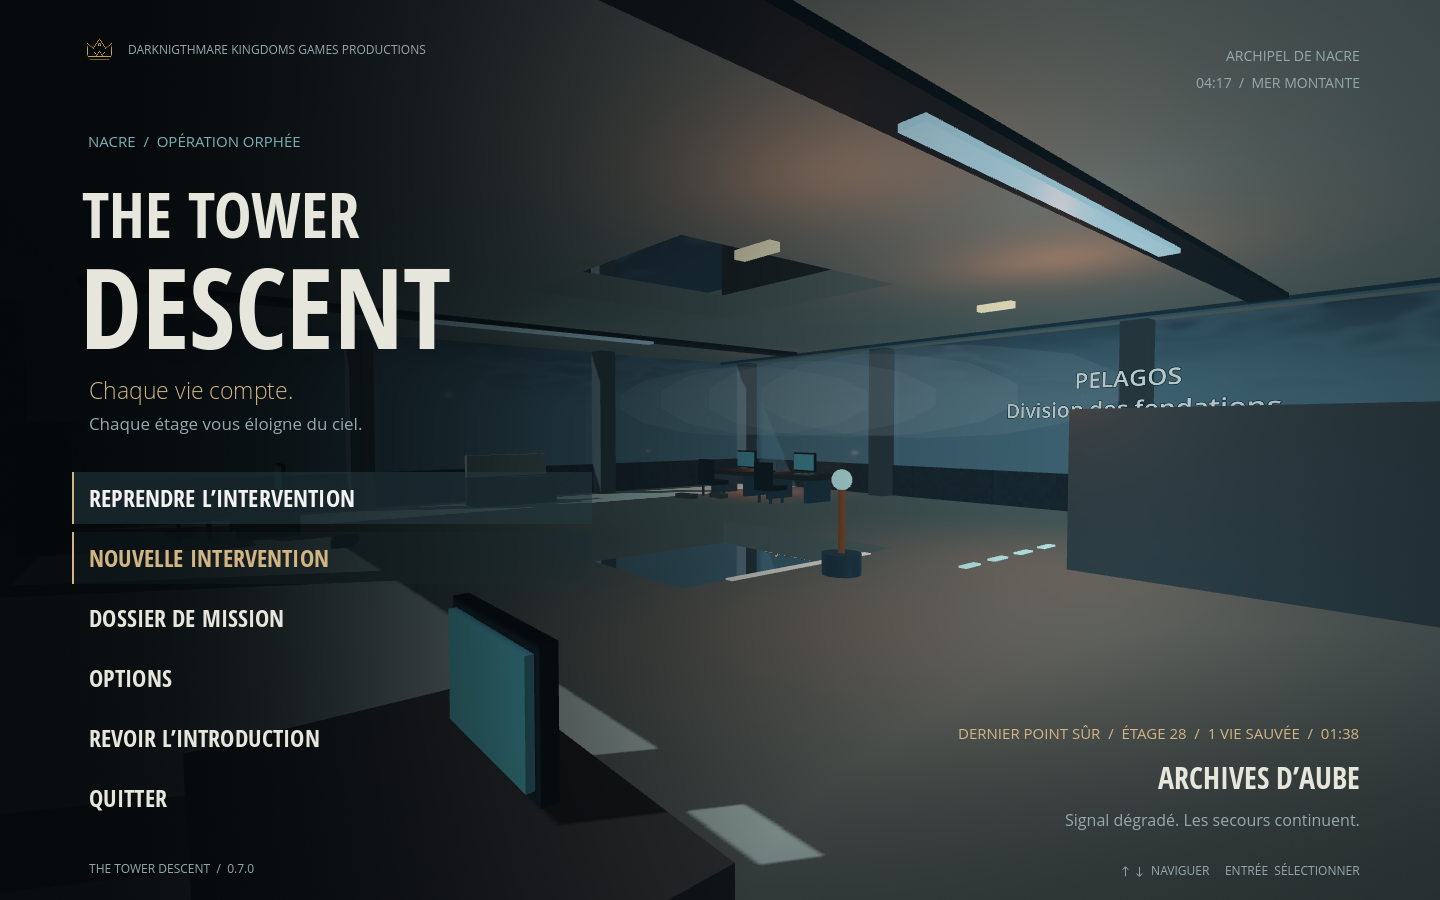 DARKNIGTHMARE KINGDOMS GAMES PRODUCTIONS
ARCHIPEL DE NACRE
04:17 / MER MONTANTE
NACRE / OPÉRATION ORPHÉE
THE TOWER
DESCENT
Chaque vie compte.
Chaque étage vous éloigne du ciel.
PELAGOS
Division des fondations
REPRENDRE L’INTERVENTION
NOUVELLE INTERVENTION
DOSSIER DE MISSION
OPTIONS
REVOIR L’INTRODUCTION
QUITTER
DERNIER POINT SÛR / ÉTAGE 28 / 1 VIE SAUVÉE / 01:38
ARCHIVES D’AUBE
Signal dégradé. Les secours continuent.
THE TOWER DESCENT / 0.7.0
↑ ↓ NAVIGUER ENTRÉE SÉLECTIONNER